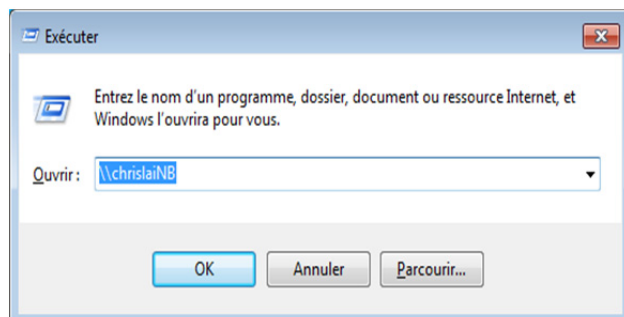 Exécuter
Entrez le nom d'un programme, dossier, document ou ressource Internet, et
Windows l'ouvrira pour vous.
Ouvrir : \\chrislaiNB
OK Annuler Parcourir...